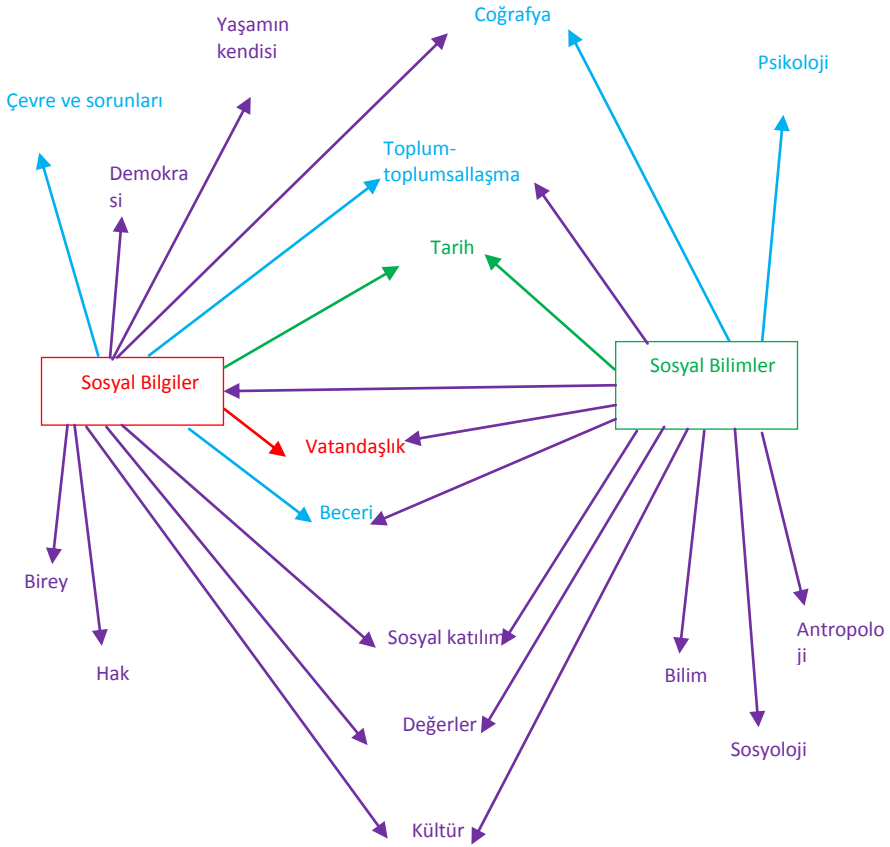 Coğrafya
Yaşamın
kendisi
Psikoloji
Çevre ve sorunları
Toplum-
toplumsallaşma
Demokra
si
Tarih
Sosyal Bilgiler
Sosyal Bilimler
Vatandaşlık
Beceri
Birey
Sosyal katılım
Antropolo
ji
Hak
Bilim
Değerler
Sosyoloji
Kültür